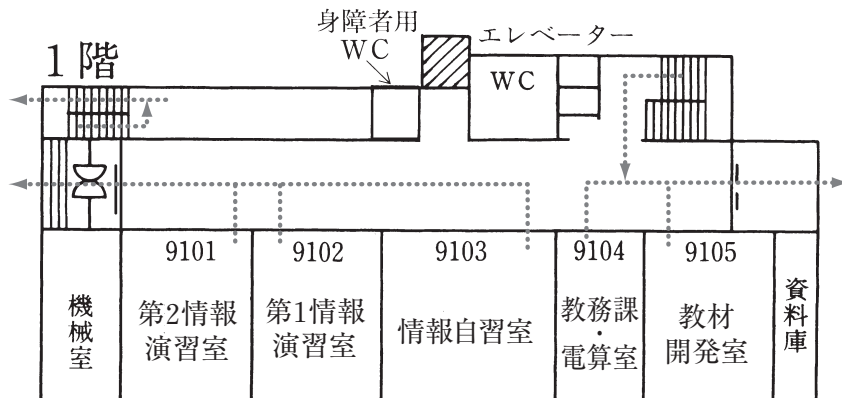 身障者用
WC
エレベーター
1階
WC
9101
9102
9103
9104
9105
機械室
第2情報
演習室
第1情報
演習室
情報自習室
教務課
・
電算室
教材
開発室
資料庫